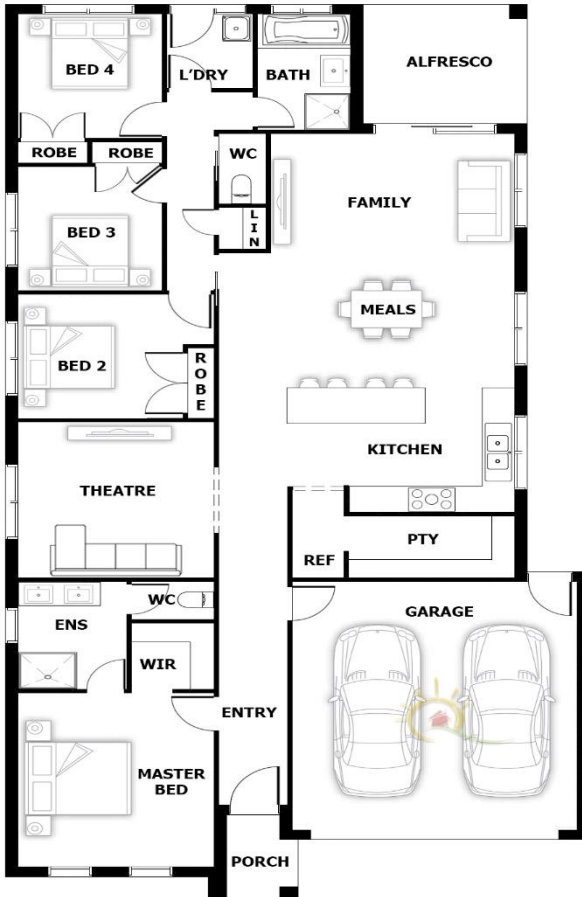 BED 4
L'DRY
BATH
ALFRESCO
ROBE
ROBE
WC
FAMILY
BED 3
LIN
MEALS
BED 2
ROBE
KITCHEN
THEATRE
PTY
REF
WC
ENS
GARAGE
WIR
ENTRY
MASTER
BED
PORCH